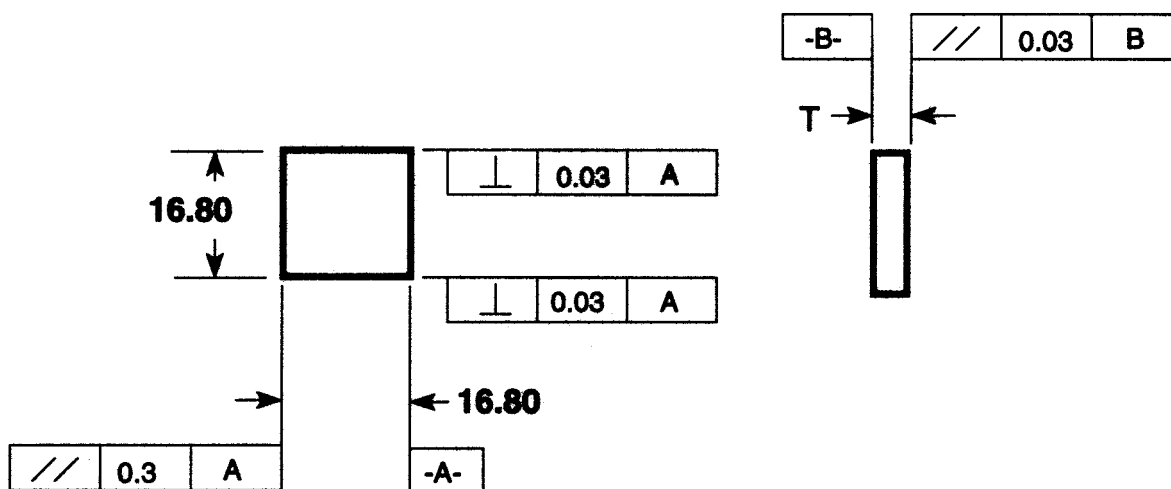 -B- // 0.03 B
T
⊥ 0.03 A
16.80
⊥ 0.03 A
16.80
// 0.3 A -A-